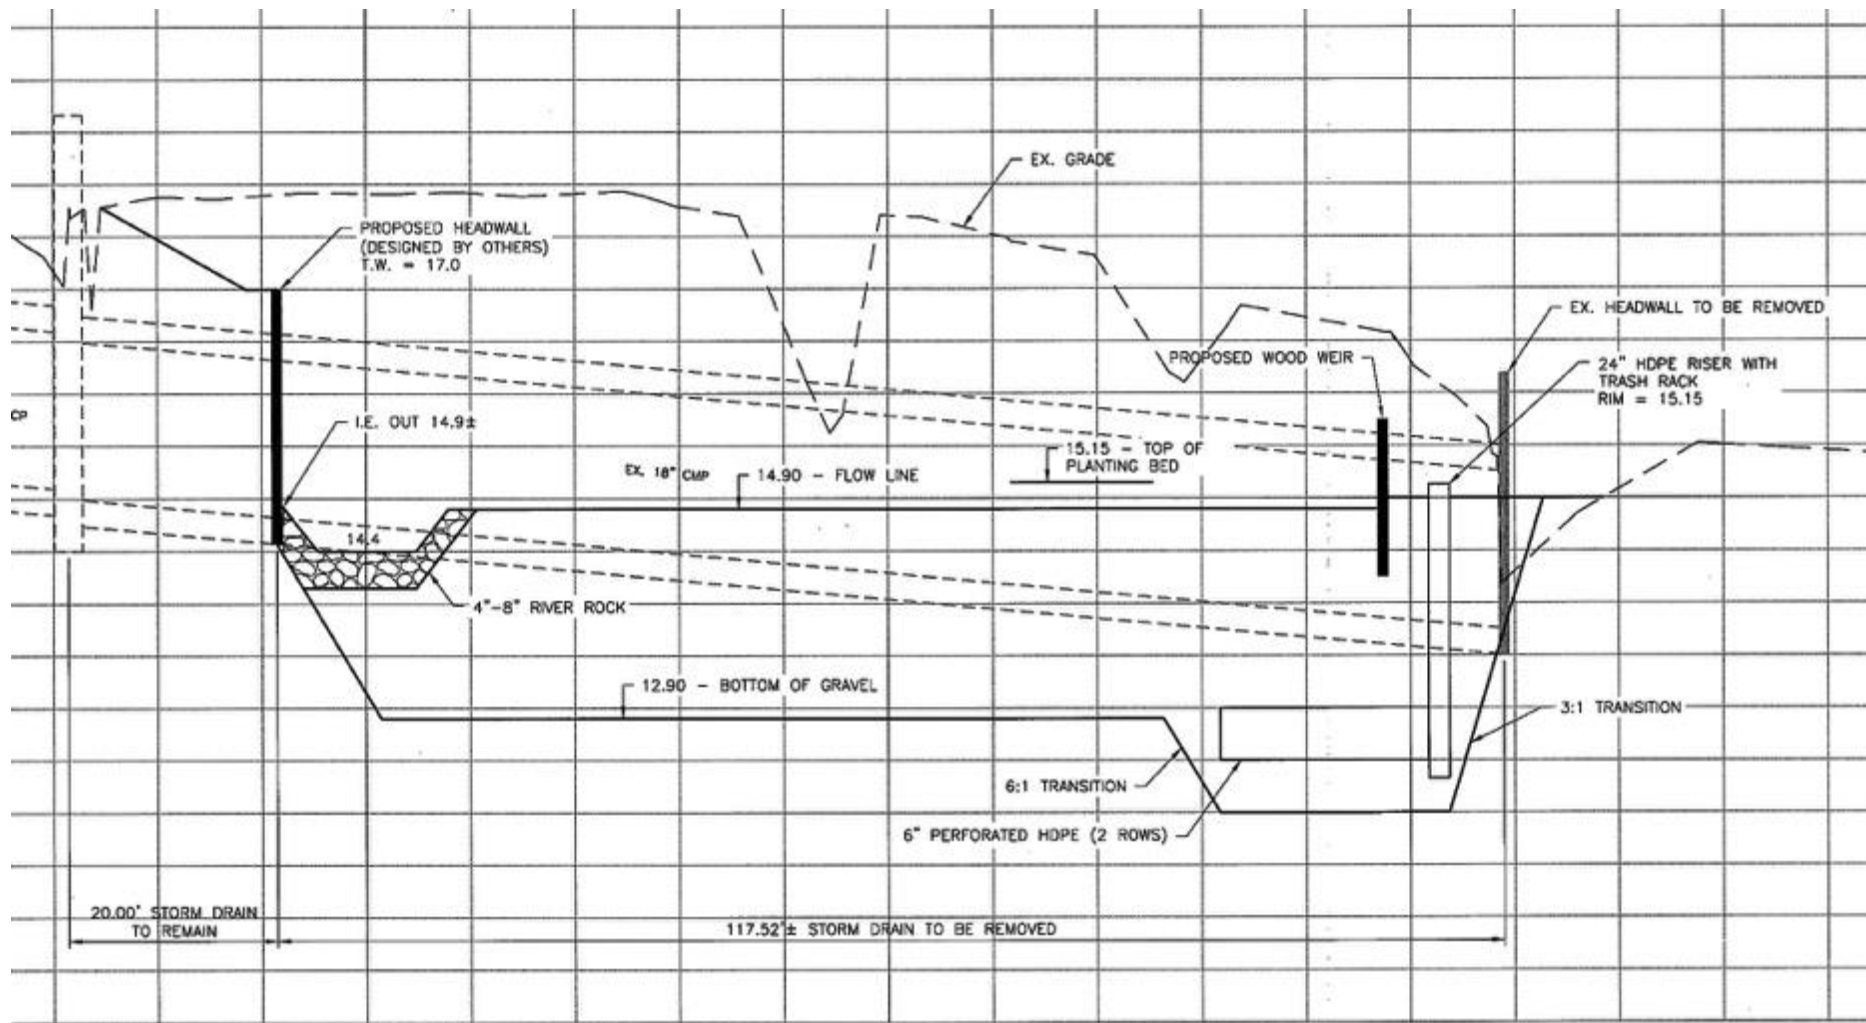 EX. GRADE
PROPOSED HEADWALL
(DESIGNED BY OTHERS)
T.W. = 17.0
EX. HEADWALL TO BE REMOVED
PROPOSED WOOD WEIR
24" HDPE RISER WITH
TRASH RACK
RIM = 15.15
CP
I.E. OUT 14.9±
15.15 - TOP OF
PLANTING BED
EX. 18" CMP
14.90 - FLOW LINE
14.4
4"-8" RIVER ROCK
12.90 - BOTTOM OF GRAVEL
3:1 TRANSITION
6:1 TRANSITION
6" PERFORATED HDPE (2 ROWS)
20.00' STORM DRAIN
TO REMAIN
117.52'± STORM DRAIN TO BE REMOVED